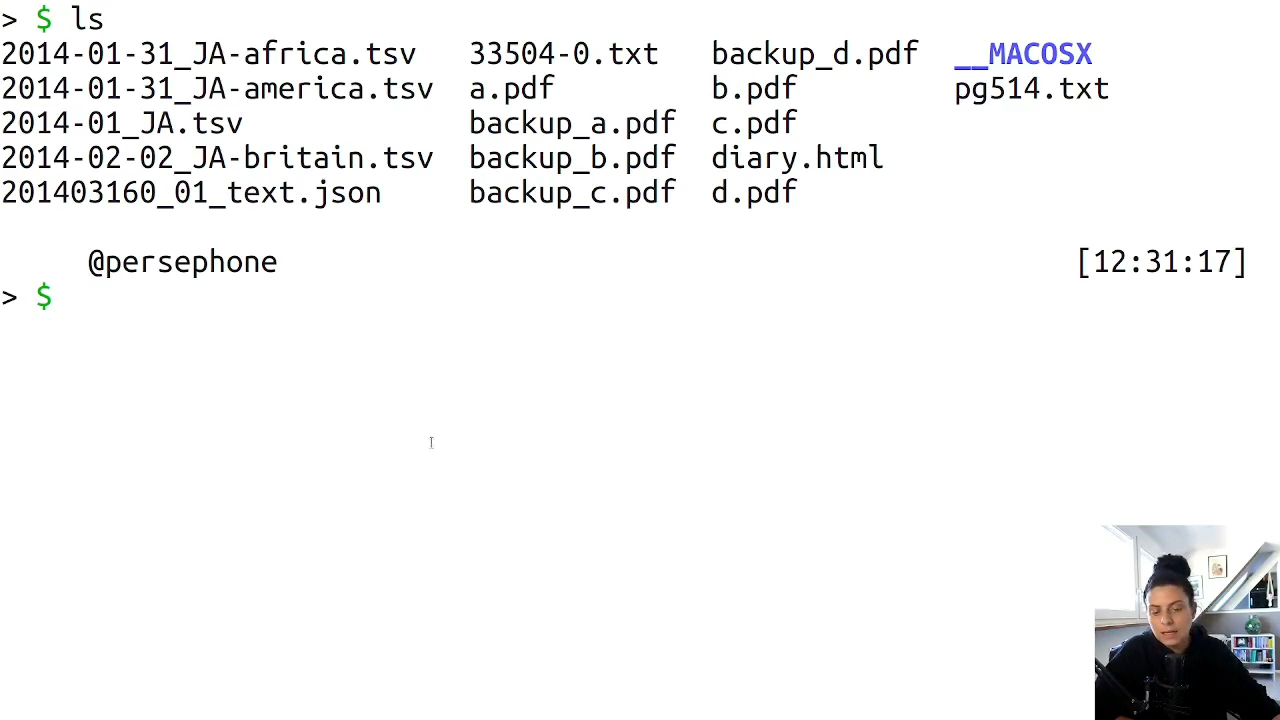 > $ ls
2014-01-31_JA-africa.tsv 33504-0.txt backup_d.pdf __MACOSX
2014-01-31_JA-america.tsv a.pdf b.pdf pg514.txt
2014-01_JA.tsv backup_a.pdf c.pdf
2014-02-02_JA-britain.tsv backup_b.pdf diary.html
201403160_01_text.json backup_c.pdf d.pdf
@persephone [12:31:17]
> $